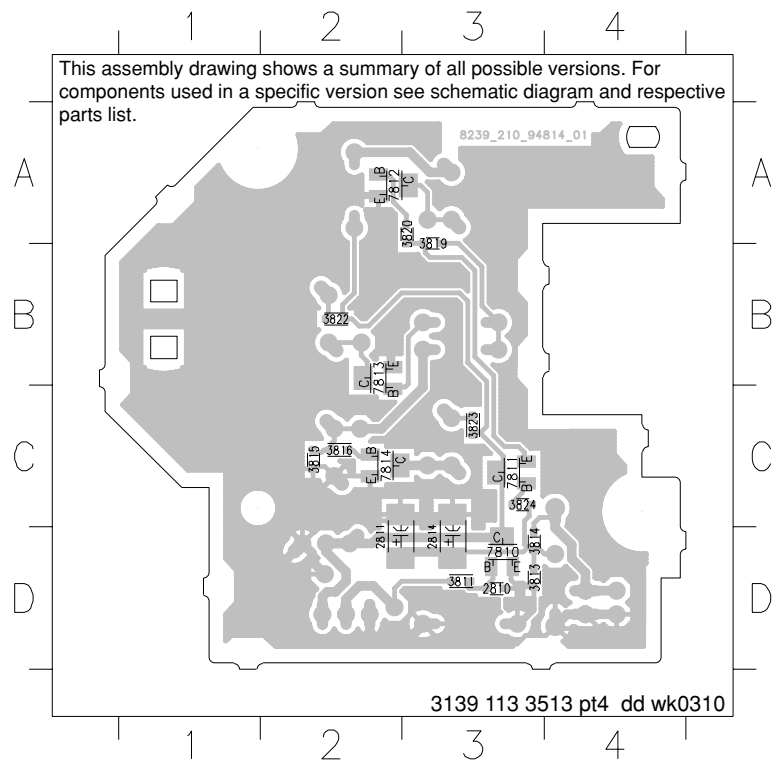 1 2 3 4
This assembly drawing shows a summary of all possible versions. For
components used in a specific version see schematic diagram and respective
parts list.
8239_210_94814_01
A A
B
7812
C
E
3820
3819
B B
3822
E
7813
C
B
3823
C C
3815
3816
B
7814
C
E
E
7811
C
B
3824
2811
2814
C
7810
B E
3814
3813
D D
3811
2810
3139 113 3513 pt4 dd wk0310
1 2 3 4